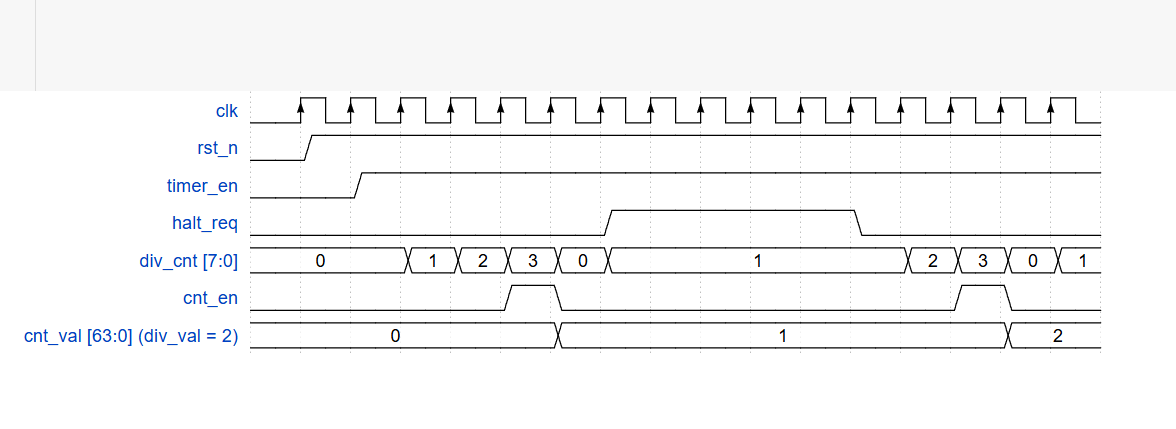 clk
rst_n
timer_en
halt_req
div_cnt [7:0] 0 1 2 3 0 1 2 3 0 1
cnt_en
cnt_val [63:0] (div_val = 2) 0 1 2